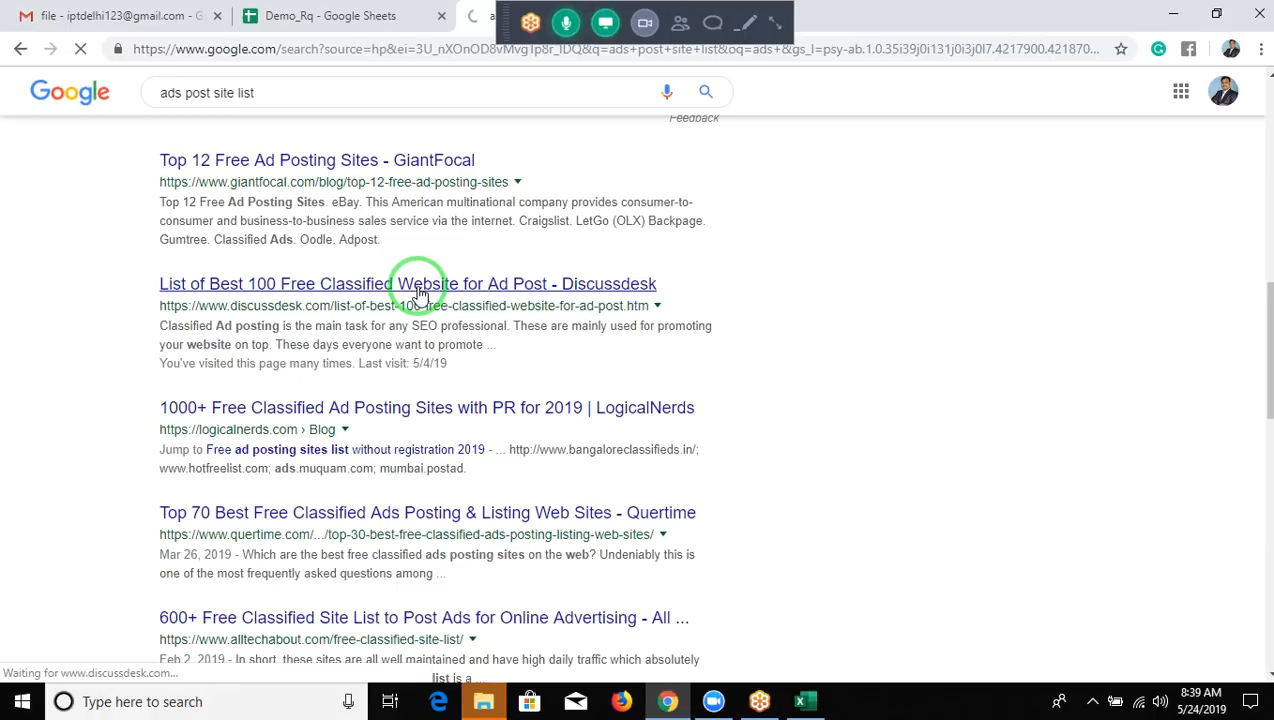 file - iptdelhi123@gmail.com - G
Demo_Rq - Google Sheets
https://www.google.com/search?source=hp&ei=3U_nXOnOD8vMvg1p8r_IDQ&q=ads+post+site+list&oq=ads+&gs_l=psy-ab.1.0.35i39j0i131j0i3j0l7.4217900.421870...
Google
ads post site list
Feedback
Top 12 Free Ad Posting Sites - GiantFocal
https://www.giantfocal.com/blog/top-12-free-ad-posting-sites
Top 12 Free Ad Posting Sites. eBay. This American multinational company provides consumer-to-
consumer and business-to-business sales service via the internet. Craigslist. LetGo (OLX) Backpage.
Gumtree. Classified Ads. Oodle. Adpost.
List of Best 100 Free Classified Website for Ad Post - Discussdesk
https://www.discussdesk.com/list-of-best-100-free-classified-website-for-ad-post.htm
Classified Ad posting is the main task for any SEO professional. These are mainly used for promoting
your website on top. These days everyone want to promote ...
You've visited this page many times. Last visit: 5/4/19
1000+ Free Classified Ad Posting Sites with PR for 2019 | LogicalNerds
https://logicalnerds.com › Blog
Jump to Free ad posting sites list without registration 2019 - ... http://www.bangaloreclassifieds.in/;
www.hotfreelist.com; ads.muquam.com; mumbai.postad.
Top 70 Best Free Classified Ads Posting & Listing Web Sites - Quertime
https://www.quertime.com/.../top-30-best-free-classified-ads-posting-listing-web-sites/
Mar 26, 2019 - Which are the best free classified ads posting sites on the web? Undeniably this is
one of the most frequently asked questions among ...
600+ Free Classified Site List to Post Ads for Online Advertising - All ...
https://www.alltechabout.com/free-classified-site-list/
Feb 2, 2019 - In short, these sites are all well maintained and have high daily traffic which absolutely
list is a ...
Waiting for www.discussdesk.com...
Type here to search
8:39 AM
5/24/2019